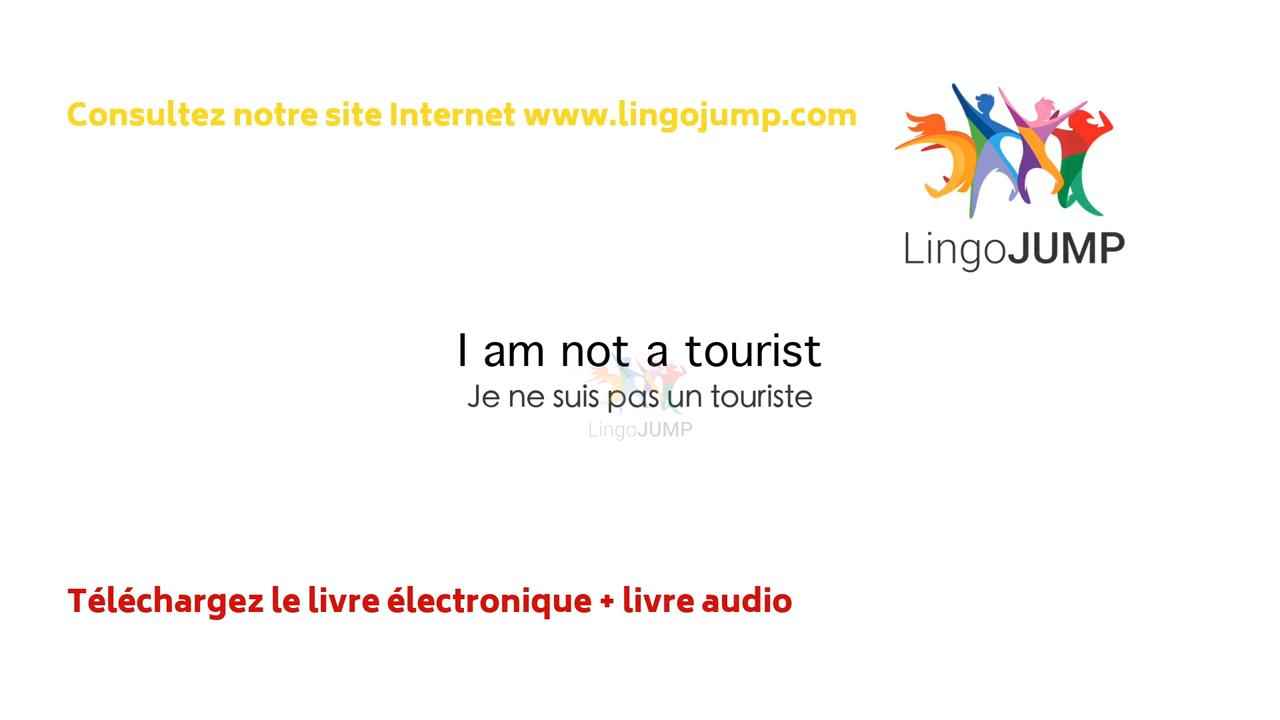 Consultez notre site Internet www.lingojump.com
LingoJUMP
I am not a tourist
Je ne suis pas un touriste
LingoJUMP
Téléchargez le livre électronique + livre audio